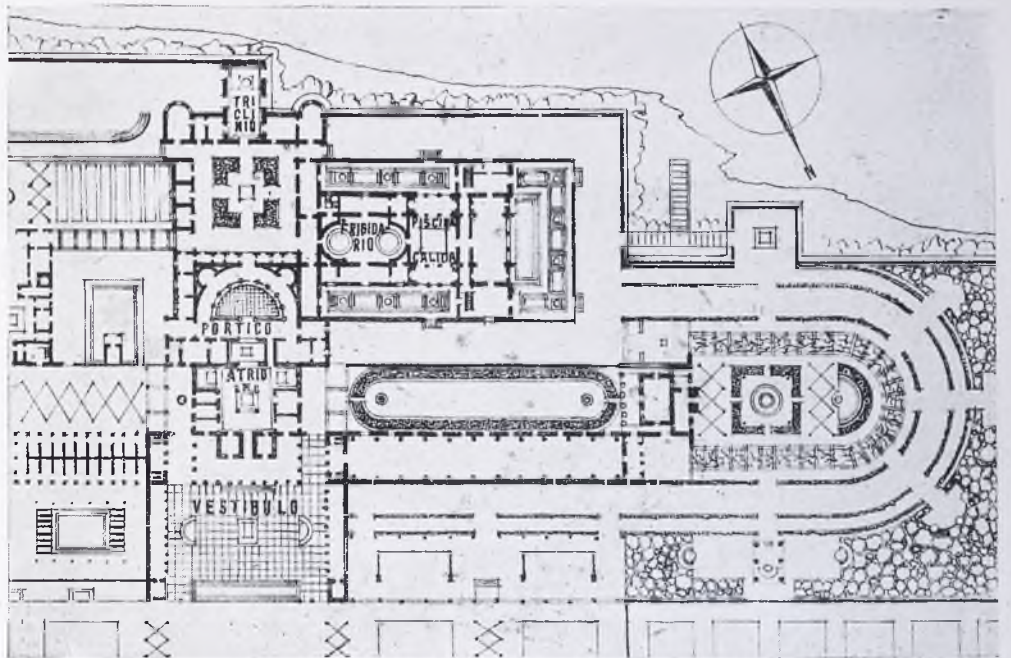 TRI
CLI
NIO
N
FRIGIDA
RIO
PISCINA
CALIDA
PORTICO
ATRIO
VESTIBULO